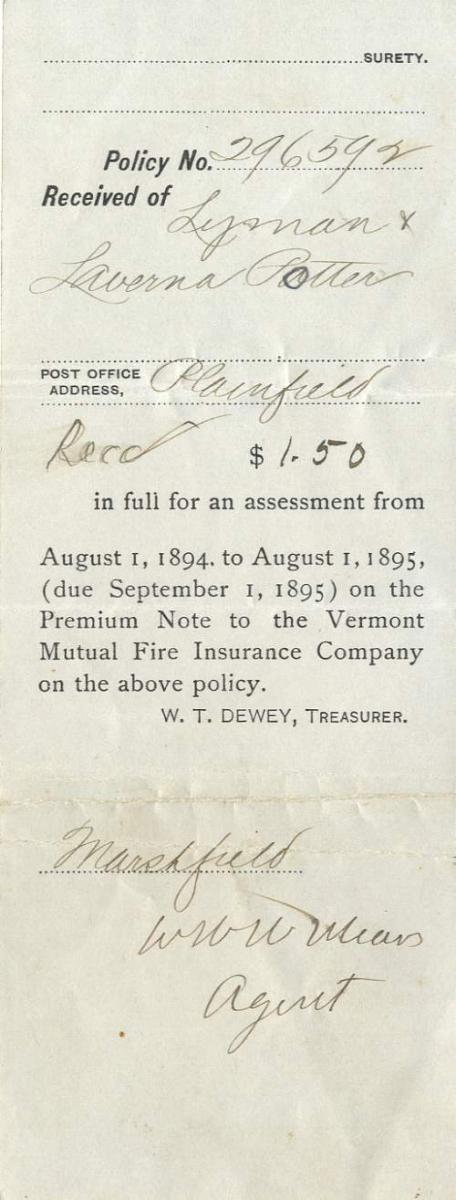 SURETY.
Policy No. 296592
Received of
Lyman &
Laverna Potter
POST OFFICE
ADDRESS, Plainfield
Recd $ 1.50
in full for an assessment from
August 1, 1894. to August 1, 1895,
(due September 1, 1895) on the
Premium Note to the Vermont
Mutual Fire Insurance Company
on the above policy.
W. T. DEWEY, TREASURER.
Marshfield
Agent